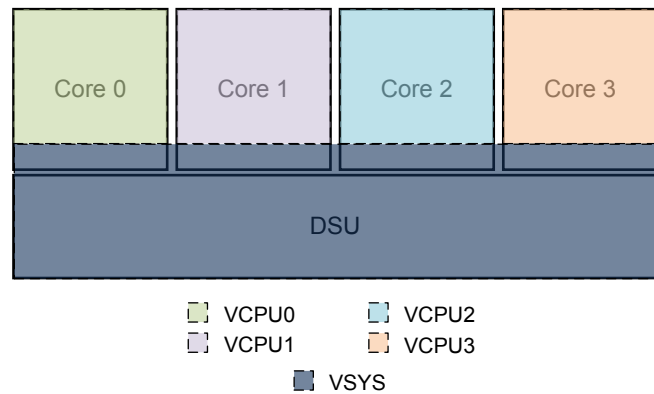 Core 0 Core 1 Core 2 Core 3
DSU
VCPU0 VCPU2
VCPU1 VCPU3
VSYS